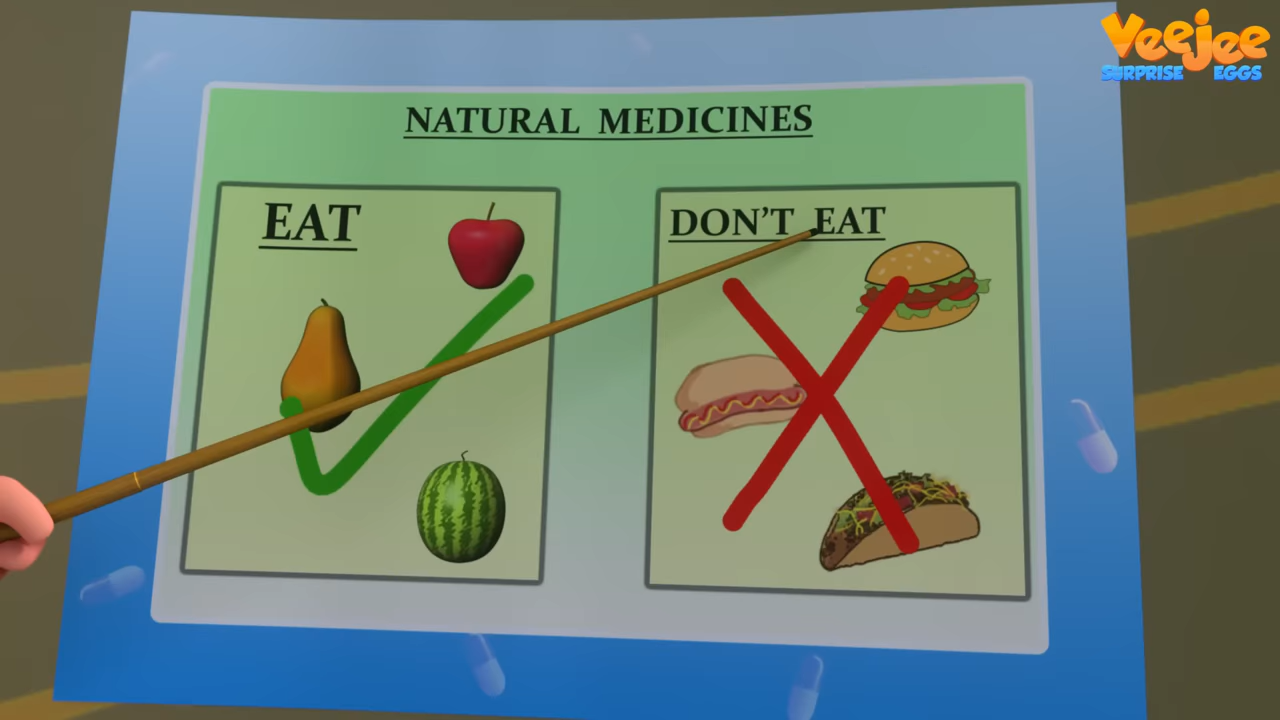 VeeJee
SURPRISE EGGS
NATURAL MEDICINES
EAT
DON'T EAT